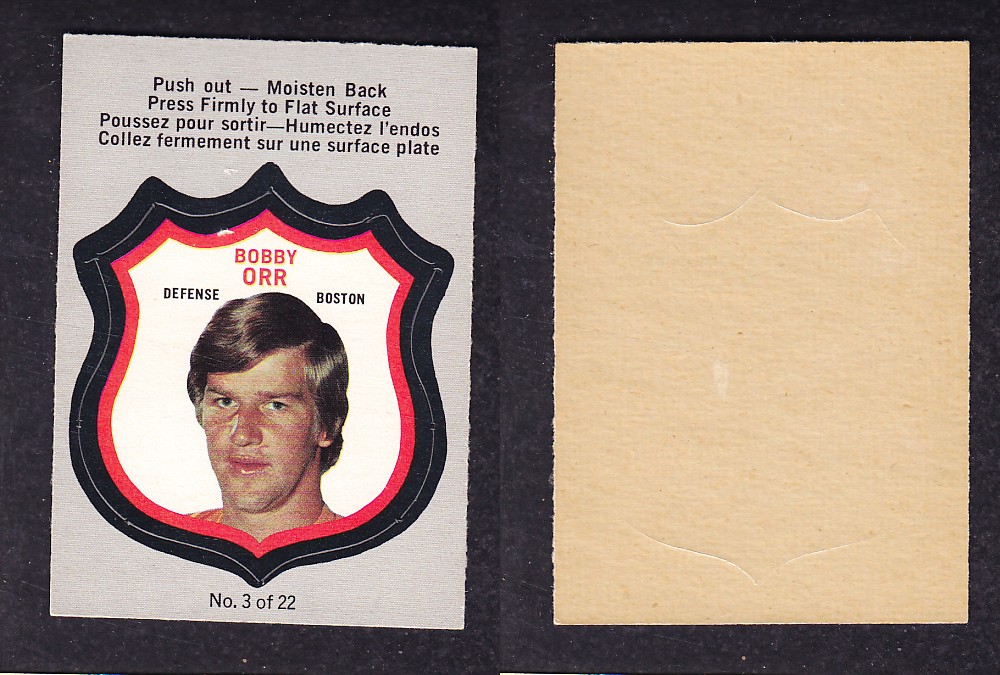 Push out — Moisten Back
Press Firmly to Flat Surface
Poussez pour sortir—Humectez l'endos
Collez fermement sur une surface plate
BOBBY
ORR
DEFENSE BOSTON
No. 3 of 22